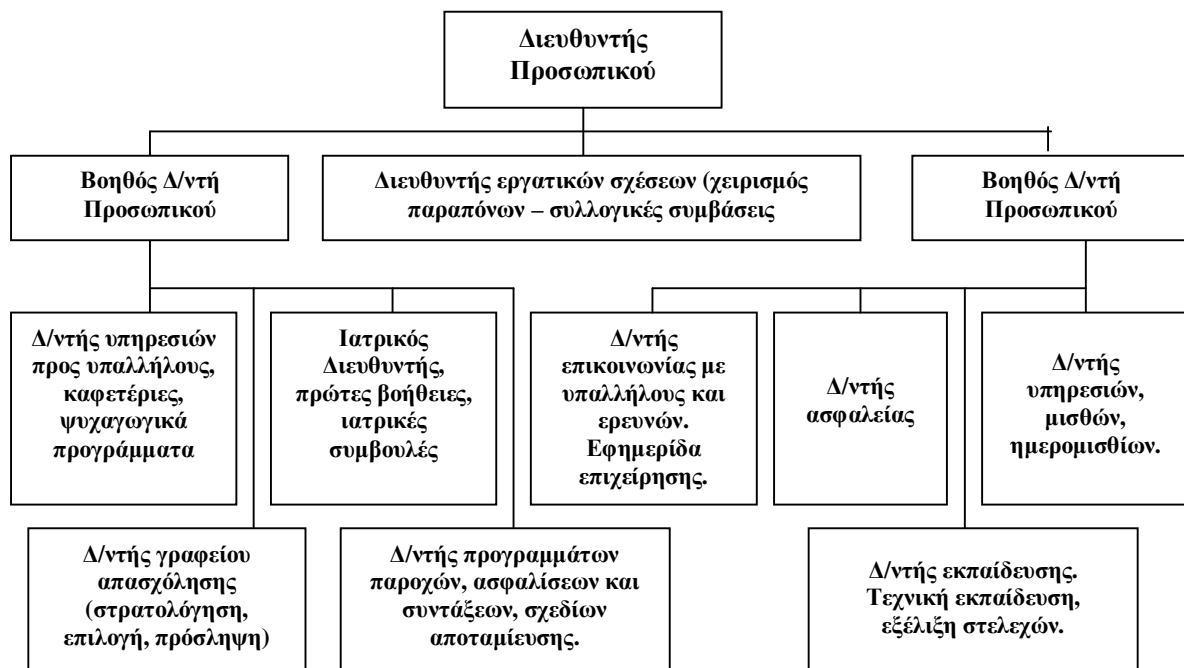 Διευθυντής
Προσωπικού
Βοηθός Δ/ντή
Προσωπικού
Διευθυντής εργατικών σχέσεων (χειρισμός
παραπόνων – συλλογικές συμβάσεις
Βοηθός Δ/ντή
Προσωπικού
Δ/ντής υπηρεσιών
προς υπαλλήλους,
καφετέριες,
ψυχαγωγικά
προγράμματα
Ιατρικός
Διευθυντής,
πρώτες βοήθειες,
ιατρικές
συμβουλές
Δ/ντής
επικοινωνίας με
υπαλλήλους και
ερευνών.
Εφημερίδα
επιχείρησης.
Δ/ντής
ασφαλείας
Δ/ντής
υπηρεσιών,
μισθών,
ημερομισθίων.
Δ/ντής γραφείου
απασχόλησης
(στρατολόγηση,
επιλογή, πρόσληψη)
Δ/ντής προγραμμάτων
παροχών, ασφαλίσεων και
συντάξεων, σχεδίων
αποταμίευσης.
Δ/ντής εκπαίδευσης.
Τεχνική εκπαίδευση,
εξέλιξη στελεχών.